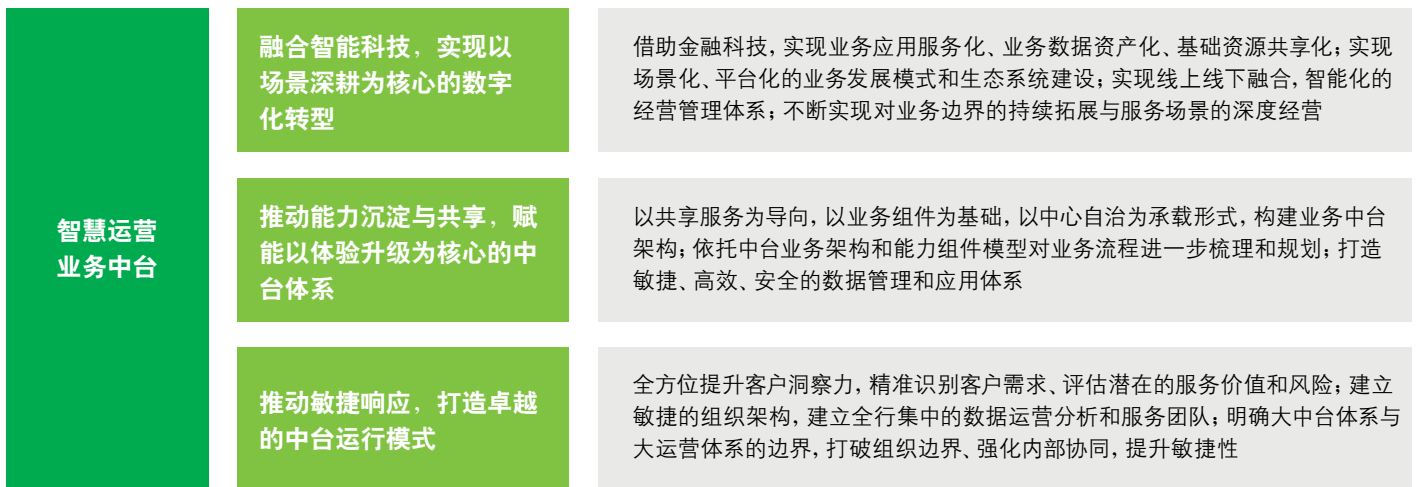 智慧运营
业务中台
融合智能科技，实现以
场景深耕为核心的数字
化转型
借助金融科技，实现业务应用服务化、业务数据资产化、基础资源共享化；实现
场景化、平台化的业务发展模式和生态系统建设；实现线上线下融合，智能化的
经营管理体系；不断实现对业务边界的持续拓展与服务场景的深度经营
推动能力沉淀与共享，赋
能以体验升级为核心的中
台体系
以共享服务为导向，以业务组件为基础，以中心自治为承载形式，构建业务中台
架构；依托中台业务架构和能力组件模型对业务流程进一步梳理和规划；打造
敏捷、高效、安全的数据管理和应用体系
推动敏捷响应，打造卓越
的中台运行模式
全方位提升客户洞察力，精准识别客户需求、评估潜在的服务价值和风险；建立
敏捷的组织架构，建立全行集中的数据运营分析和服务团队；明确大中台体系与
大运营体系的边界，打破组织边界、强化内部协同，提升敏捷性